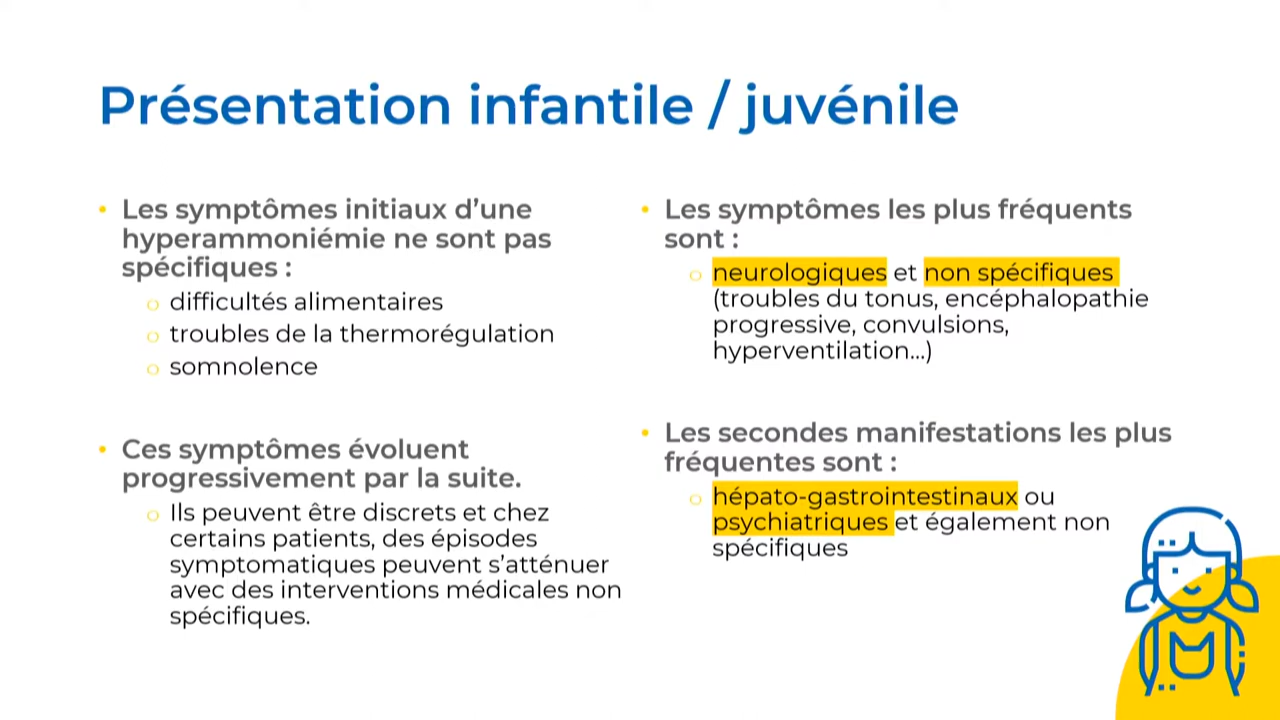 Présentation infantile / juvénile
• Les symptômes initiaux d’une
hyperammoniémie ne sont pas
spécifiques :
o difficultés alimentaires
o troubles de la thermorégulation
o somnolence
• Ces symptômes évoluent
progressivement par la suite.
o Ils peuvent être discrets et chez
certains patients, des épisodes
symptomatiques peuvent s’atténuer
avec des interventions médicales non
spécifiques.
• Les symptômes les plus fréquents
sont :
o neurologiques et non spécifiques
(troubles du tonus, encéphalopathie
progressive, convulsions,
hyperventilation...)
• Les secondes manifestations les plus
fréquentes sont :
o hépato-gastrointestinaux ou
psychiatriques et également non
spécifiques